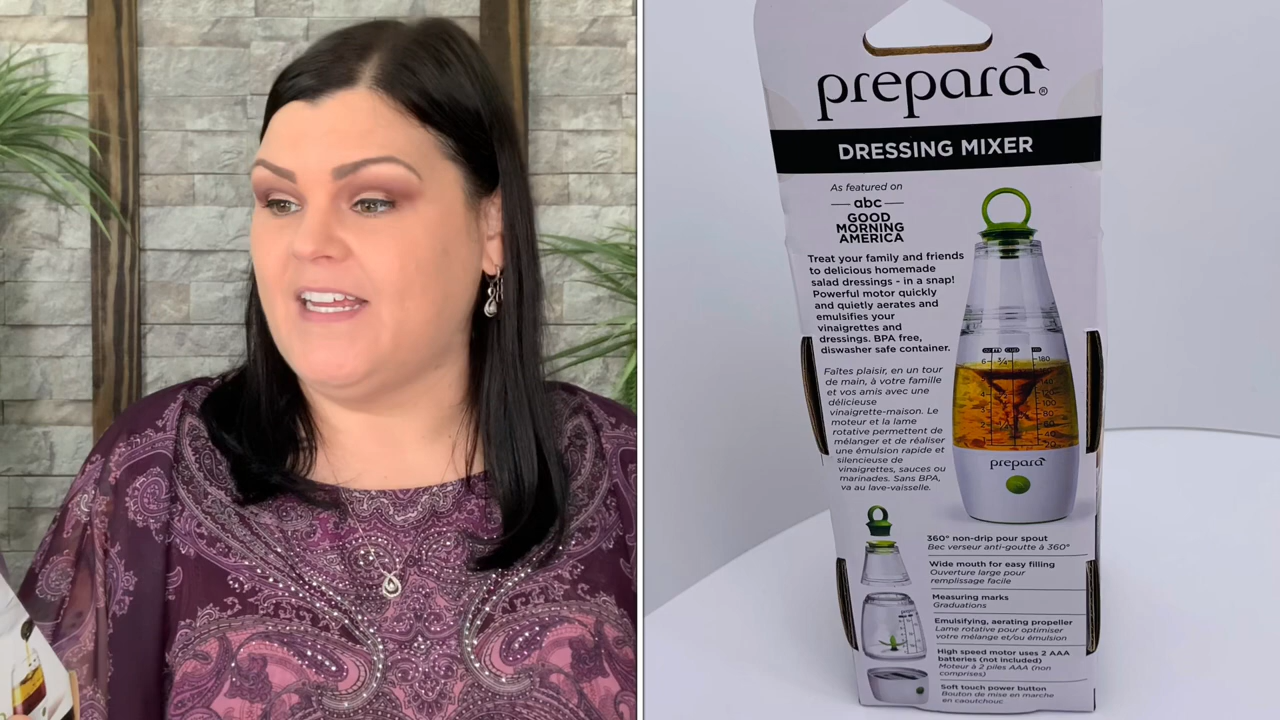 prepara®
DRESSING MIXER
As featured on
abc
GOOD
MORNING
AMERICA
Treat your family and friends
to delicious homemade
salad dressings - in a snap!
Powerful motor quickly
and quietly aerates and
emulsifies your
vinaigrettes and
dressings. BPA free,
diswasher safe container.
Faîtes plaisir, en un tour
de main, à votre famille
et vos amis avec une
délicieuse
vinaigrette-maison. Le
moteur et la lame
rotative permettent de
mélanger et de réaliser
une émulsion rapide et
silencieuse de
vinaigrettes, sauces ou
marinades. Sans BPA,
va au lave-vaisselle.
prepara
prepara
360° non-drip pour spout
Bec verseur anti-goutte à 360°
Wide mouth for easy filling
Ouverture large pour
remplissage facile
Measuring marks
Graduations
Emuisifying, aerating propeller
Lame rotative pour optimiser
votre mélange et/ou émulsion
High speed motor uses 2 AAA
batteries (not included)
Moteur à 2 piles AAA (non
comprises)
Soft touch power button
Bouton de mise en marche
en caoutchouc